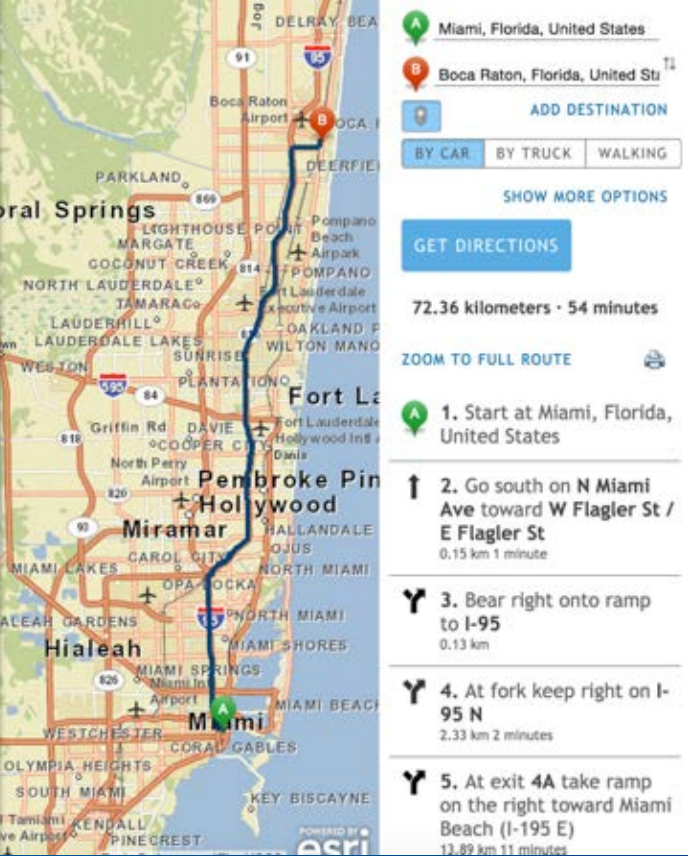 DELRAY BEA
Jog
91
95
Boca Raton
Airport
B
OCA
DEERFIE
PARKLAND
869
oral Springs
LIGHTHOUSE POINT
Pompano
Beach
Airpark
MARGATE
COCONUT CREEK
814
POMPANO
NORTH LAUDERDALE
Fort Lauderdale
Executive Airport
TAMARAC
LAUDERHILL
OAKLAND P
LAUDERDALE LAKES
WILTON MANO
wn
SUNRISE
WESTON
PLANTATION
595
84
Fort La
Griffin Rd
DAVIE
Fort Lauderdale
Hollywood Intl A
818
COOPER CITY
Dania
North Perry
Airport
Pembroke Pin
820
Hollywood
93
Miramar
HALLANDALE
OJUS
CAROL CITY
MIAMI LAKES
NORTH MIAMI
OPA-LOCKA
ALEAH GARDENS
95
NORTH MIAMI
Hialeah
MIAMI SHORES
MIAMI SPRINGS
826
Miami Int
Airport
A
MIAMI BEACH
Miami
WESTCHESTER
CORAL GABLES
OLYMPIA HEIGHTS
SOUTH MIAMI
KEY BISCAYNE
l Tamiami
ve Airport
KENDALL
PINECREST
POWERED BY
esri
A Miami, Florida, United States
B Boca Raton, Florida, United Sta
ADD DESTINATION
BY CAR BY TRUCK WALKING
SHOW MORE OPTIONS
GET DIRECTIONS
72.36 kilometers · 54 minutes
ZOOM TO FULL ROUTE
A 1. Start at Miami, Florida,
United States
2. Go south on N Miami
Ave toward W Flagler St /
E Flagler St
0.15 km 1 minute
3. Bear right onto ramp
to I-95
0.13 km
4. At fork keep right on I-
95 N
2.33 km 2 minutes
5. At exit 4A take ramp
on the right toward Miami
Beach (I-195 E)
12.89 km 11 minutes